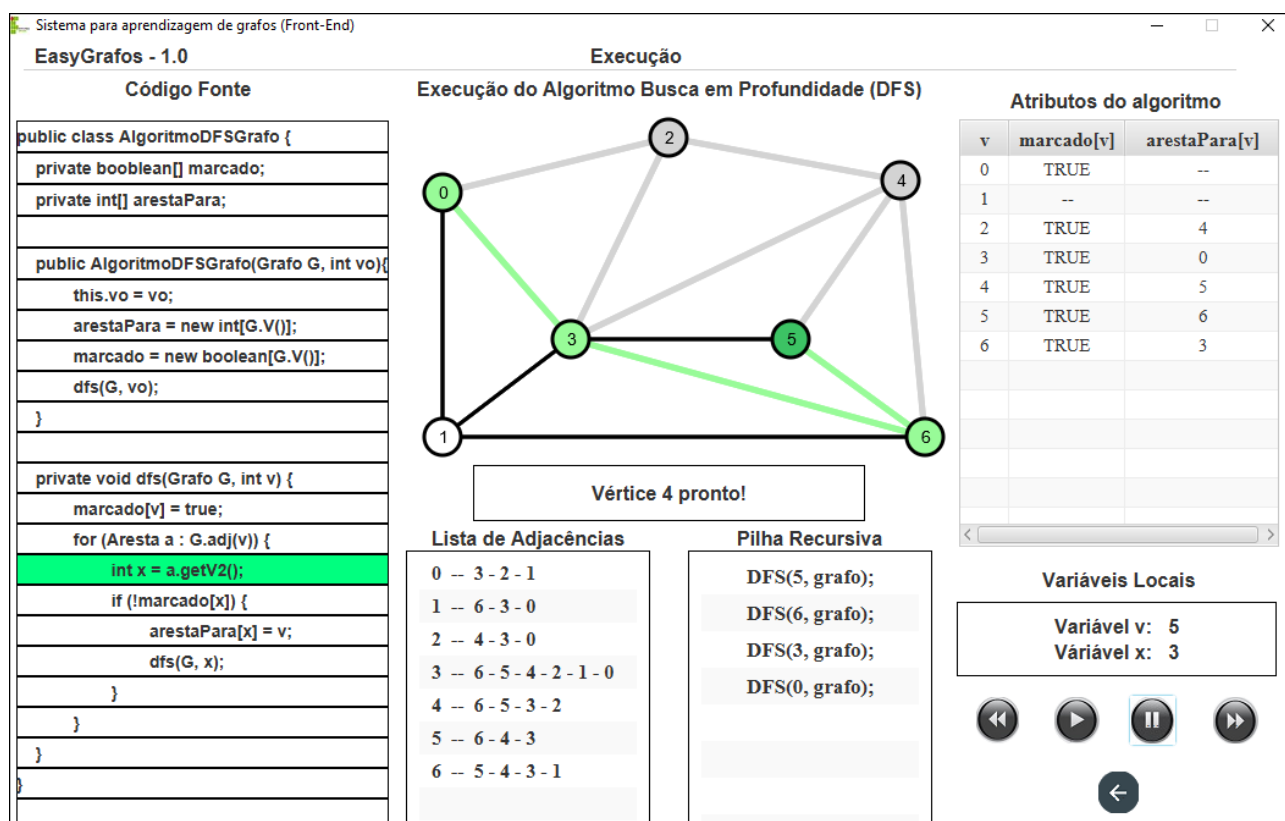 Sistema para aprendizagem de grafos (Front-End)
EasyGrafos - 1.0
Execução
Código Fonte
public class AlgoritmoDFSGrafo {
private booblean[] marcado;
private int[] arestaPara;
public AlgoritmoDFSGrafo(Grafo G, int vo){
this.vo = vo;
arestaPara = new int[G.V()];
marcado = new boolean[G.V()];
dfs(G, vo);
}
private void dfs(Grafo G, int v) {
marcado[v] = true;
for (Aresta a : G.adj(v)) {
int x = a.getV2();
if (!marcado[x]) {
arestaPara[x] = v;
dfs(G, x);
}
}
}
}
Execução do Algoritmo Busca em Profundidade (DFS)
2
4
0
3
5
1
6
Vértice 4 pronto!
Lista de Adjacências
0 -- 3 - 2 - 1
1 -- 6 - 3 - 0
2 -- 4 - 3 - 0
3 -- 6 - 5 - 4 - 2 - 1 - 0
4 -- 6 - 5 - 3 - 2
5 -- 6 - 4 - 3
6 -- 5 - 4 - 3 - 1
Pilha Recursiva
DFS(5, grafo);
DFS(6, grafo);
DFS(3, grafo);
DFS(0, grafo);
Atributos do algoritmo
v marcado[v] arestaPara[v]
0 TRUE --
1 -- --
2 TRUE 4
3 TRUE 0
4 TRUE 5
5 TRUE 6
6 TRUE 3
Variáveis Locais
Variável v: 5
Váriável x: 3